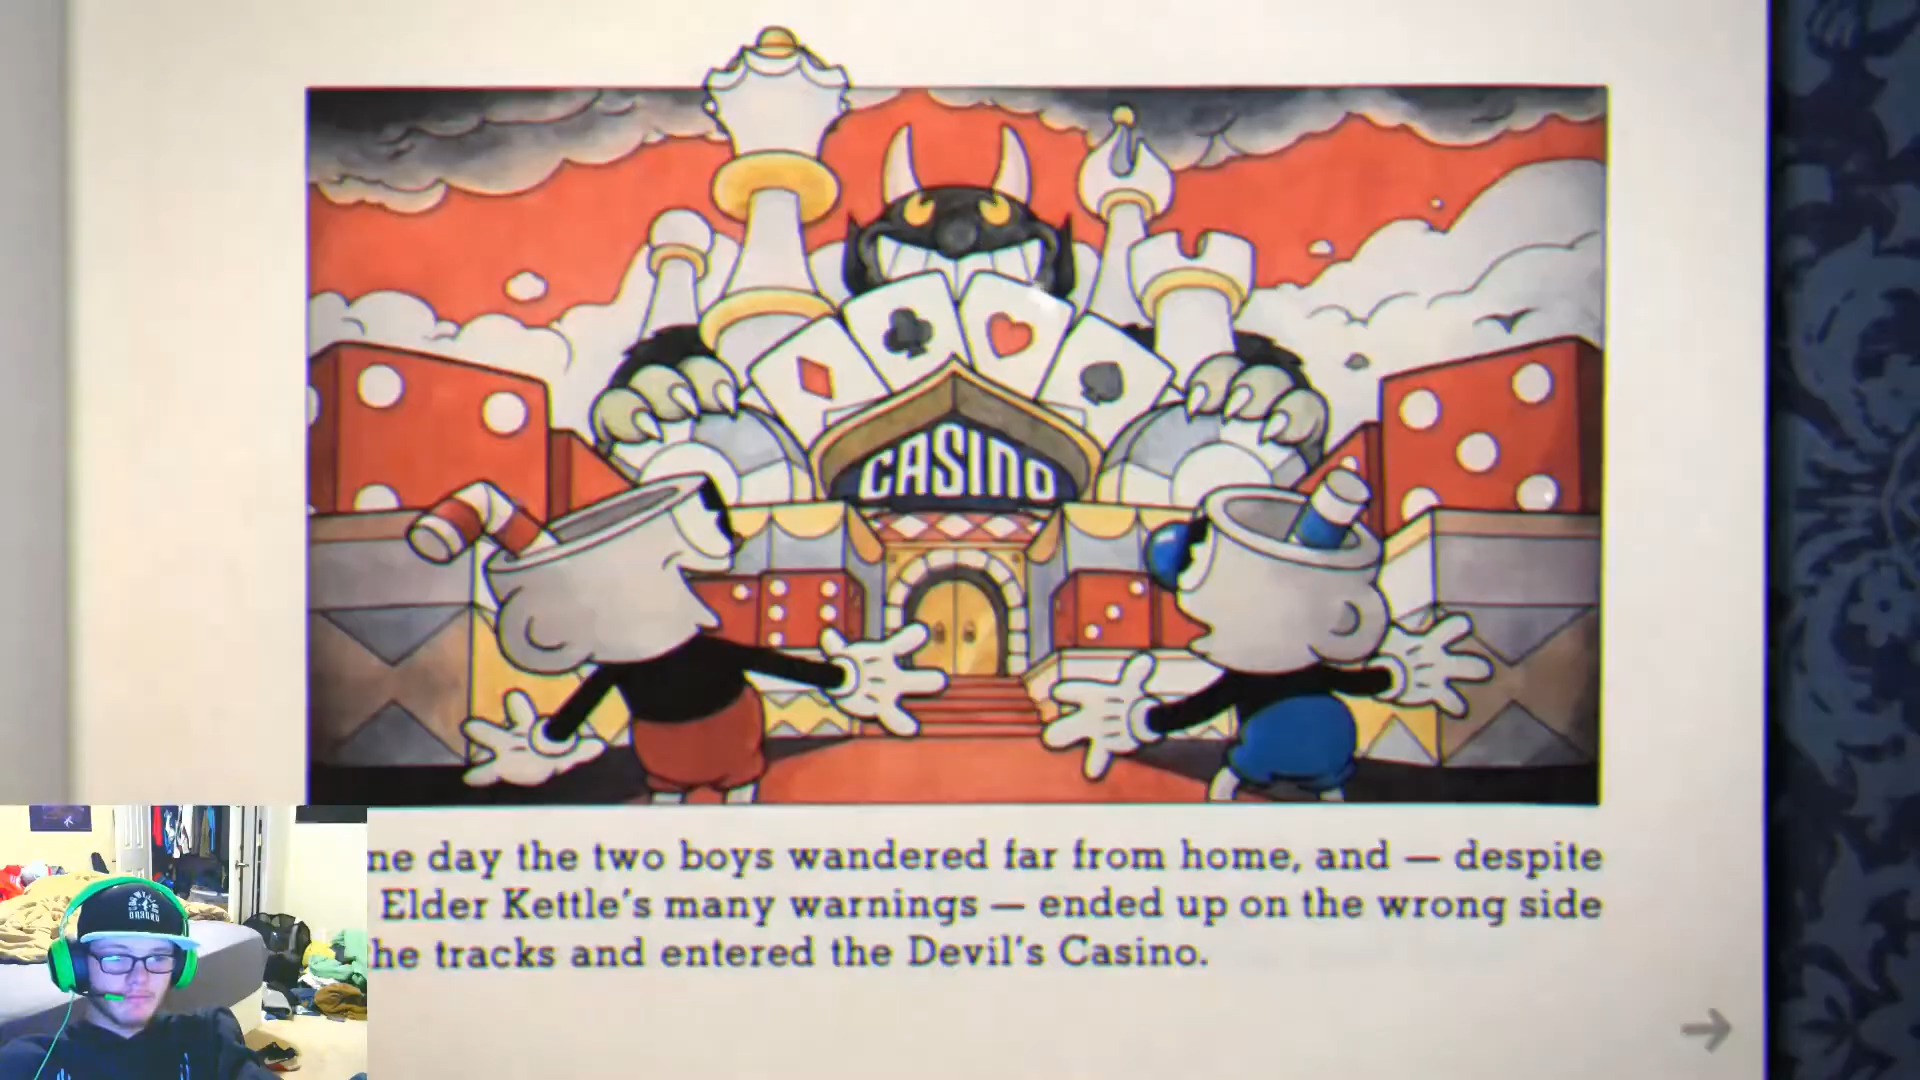 CASINO
ne day the two boys wandered far from home, and — despite
Elder Kettle's many warnings — ended up on the wrong side
he tracks and entered the Devil's Casino.